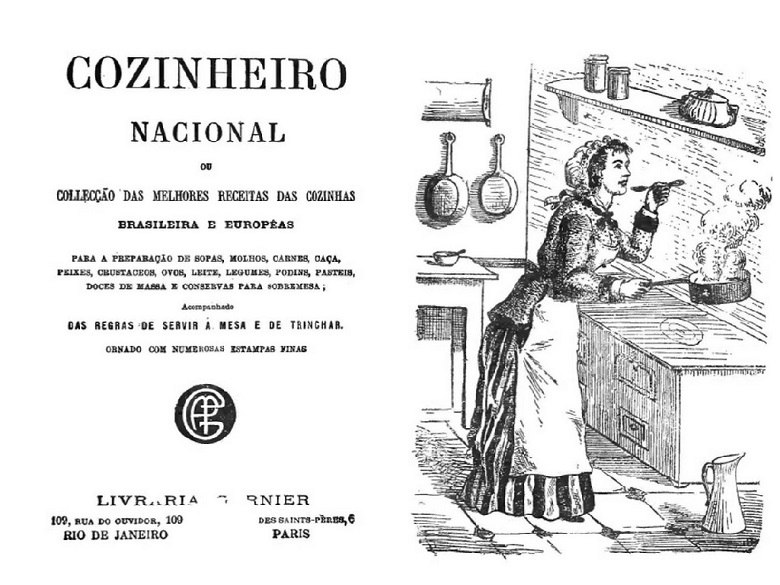 COZINHEIRO
NACIONAL
OU
COLLECÇÃO DAS MELHORES RECEITAS DAS COZINHAS
BRASILEIRA E EUROPÉAS
PARA A PREPARAÇÃO DE SOPAS, MOLHOS, CARNES, CAÇA,
PEIXES, CRUSTACEOS, OVOS, LEITE, LEGUMES, PODINS, PASTEIS,
DOCES DE MASSA E CONSERVAS PARA SOBREMESA;
Acompanhado
DAS REGRAS DE SERVIR Á MESA E DE TRINCHAR.
ORNADO COM NUMEROSAS ESTAMPAS FINAS
LIVRARIA
109, RUA DO OUVIDOR, 109
RIO DE JANEIRO
DES SAINTS-PÈRES, 6
PARIS